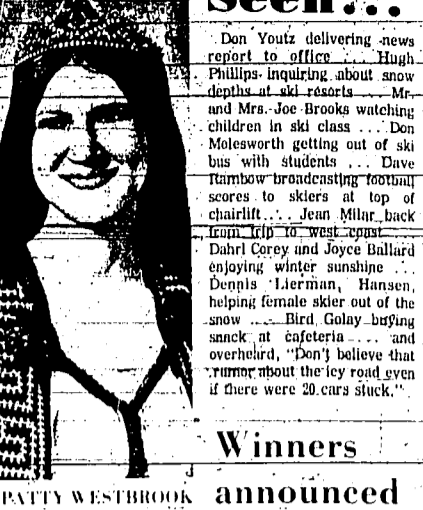 seen...
Don Youtz delivering news
report to office ... Hugh
Phillips inquiring about snow
depths at ski resorts ... Mr.
and Mrs. Joe Brooks watching
children in ski class ... Don
Molesworth getting out of ski
bus with students ... Dave
Rambow broadcasting football
scores to skiers at top of
chairlift ... Jean Milar back
from trip to west coast
Dahrl Corey and Joyce Ballard
enjoying winter sunshine ...
Dennis Lierman, Hansen,
helping female skier out of the
snow ... Bird Golay buying
snack at cafeteria ... and
overheard, "Don't believe that
rumor about the icy road even
if there were 20 cars stuck."
Winners
announced
PATTY WESTBROOK